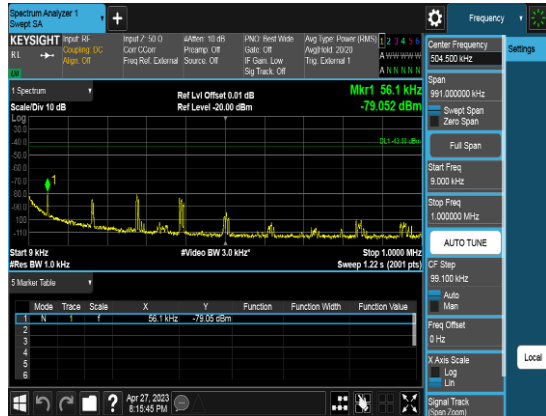 Spectrum Analyzer 1
Swept SA
+
Frequency
KEYSIGHT
RL
Input: RF
Coupling: DC
Align: Off
Input Z: 50 Ω
Corr CCorr
Freq Ref: External
#Atten: 10 dB
Preamp: Off
Source: Off
PNO: Best Wide
Gate: Off
IF Gain: Low
Sig Track: Off
Avg Type: Power (RMS)
Avg|Hold: 20/20
Trig: External 1
1 2 3 4 5 6
A W W W W W
A N N N N N
LV
1 Spectrum
Scale/Div 10 dB
Ref Lvl Offset 0.01 dB
Ref Level -20.00 dBm
Mkr1 56.1 kHz
-79.052 dBm
Log
-30.0
-40.0
-50.0
-60.0
-70.0
-80.0
-90.0
-100
-110
1
DL1 -43.00 dBm
Start 9 kHz
#Res BW 1.0 kHz
#Video BW 3.0 kHz*
Stop 1.0000 MHz
Sweep 1.22 s (2001 pts)
5 Marker Table
Mode Trace Scale X Y Function Function Width Function Value
1 N 1 f 56.1 kHz -79.05 dBm
2
3
4
5
6
Apr 27, 2023
8:15:45 PM
Center Frequency
504.500 kHz
Span
991.000000 kHz
Swept Span
Zero Span
Full Span
Start Freq
9.000 kHz
Stop Freq
1.000000 MHz
AUTO TUNE
CF Step
99.100 kHz
Auto
Man
Freq Offset
0 Hz
X Axis Scale
Log
Lin
Signal Track
(Span Zoom)
Settings
Local